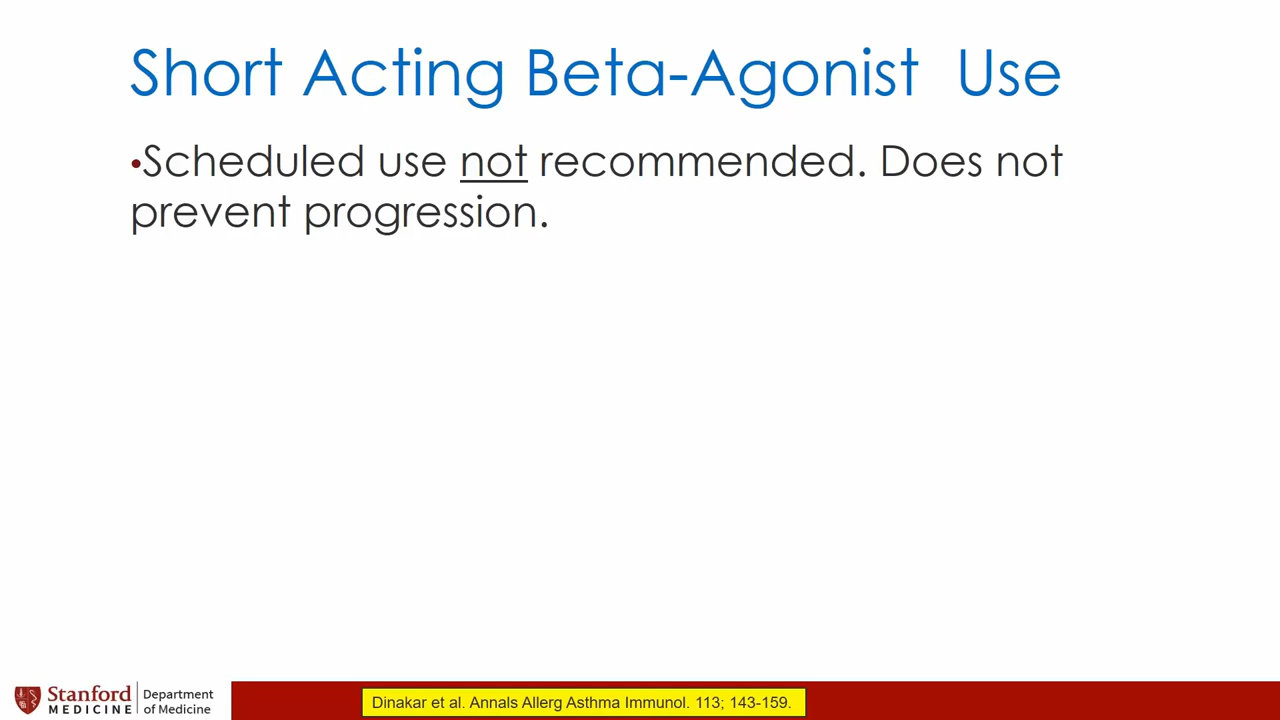 Short Acting Beta-Agonist  Use
•Scheduled use not recommended. Does not
prevent progression.
Stanford
MEDICINE
Department
of Medicine
Dinakar et al. Annals Allerg Asthma Immunol. 113; 143-159.